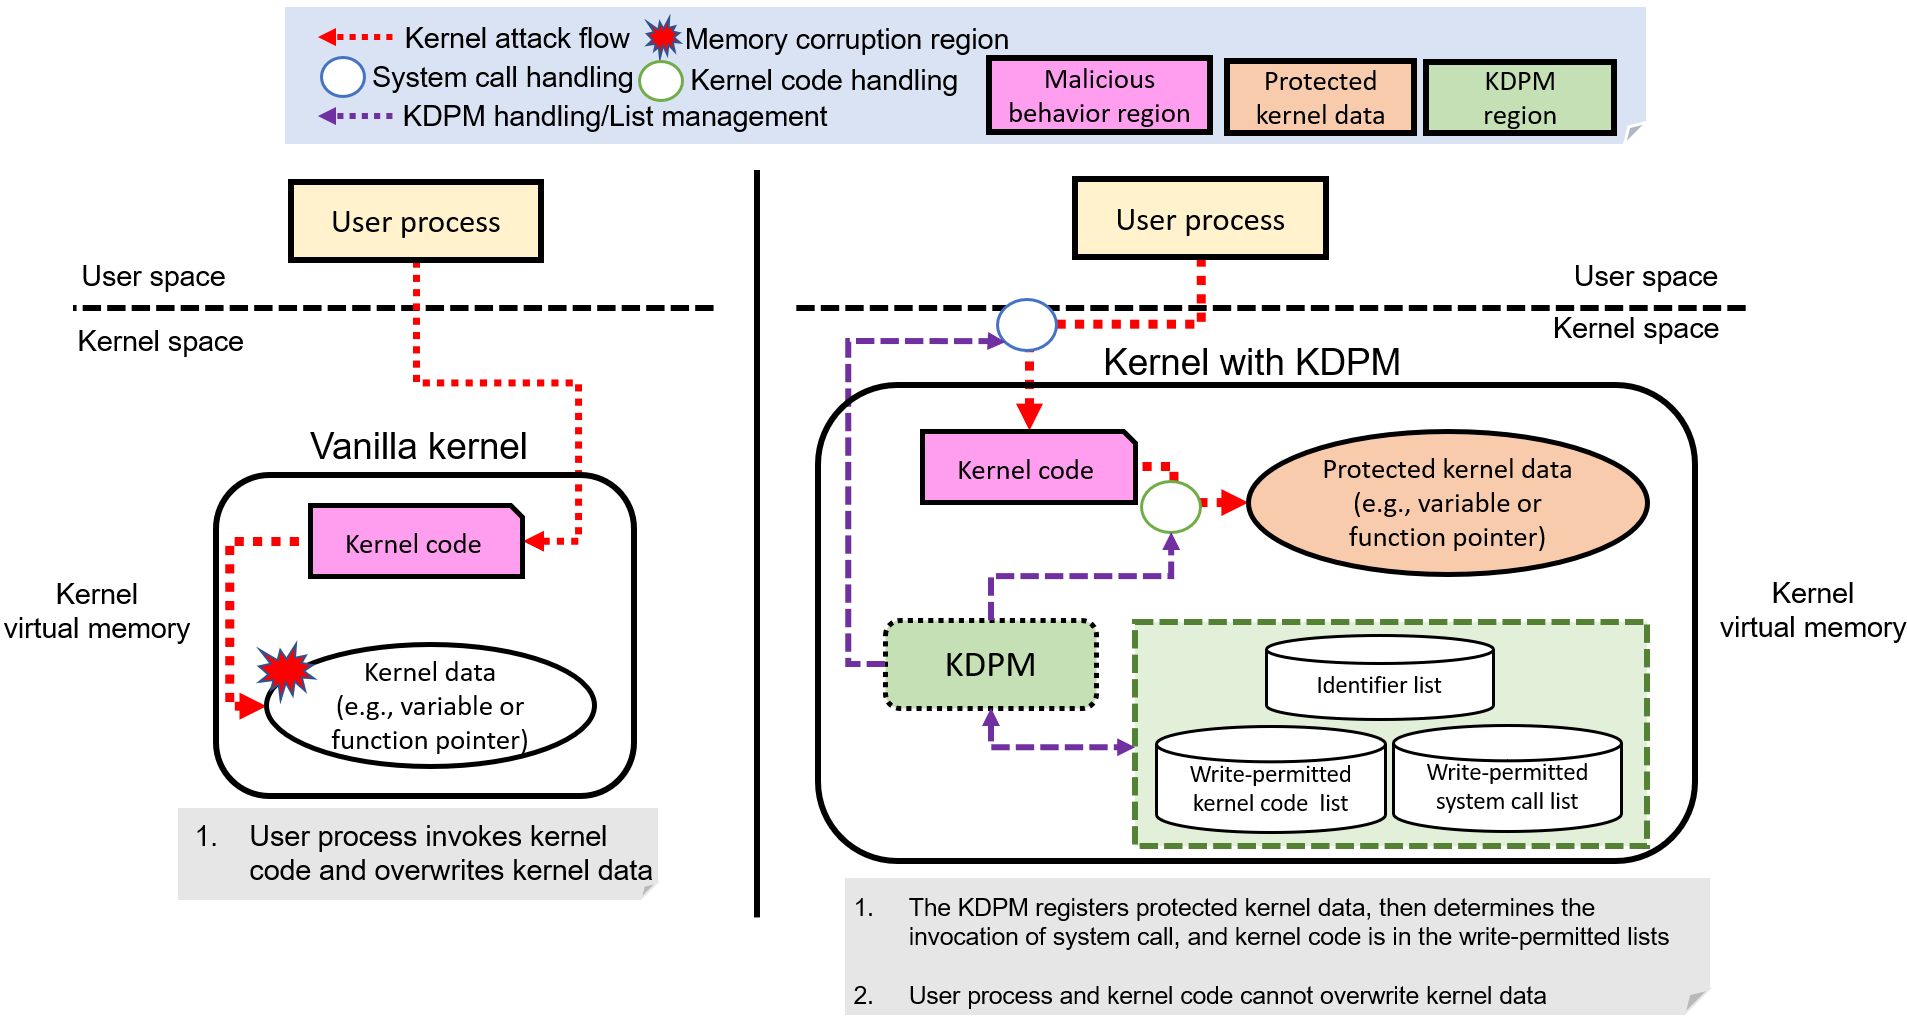 Kernel attack flow
Memory corruption region
System call handling
Kernel code handling
KDPM handling/List management
Malicious
behavior region
Protected
kernel data
KDPM
region
User process
User space
Kernel space
Vanilla kernel
Kernel code
Kernel
virtual memory
Kernel data
(e.g., variable or
function pointer)
1. User process invokes kernel
code and overwrites kernel data
User process
User space
Kernel space
Kernel with KDPM
Kernel code
Protected kernel data
(e.g., variable or
function pointer)
Kernel
virtual memory
KDPM
Identifier list
Write-permitted
kernel code list
Write-permitted
system call list
1. The KDPM registers protected kernel data, then determines the
invocation of system call, and kernel code is in the write-permitted lists
2. User process and kernel code cannot overwrite kernel data